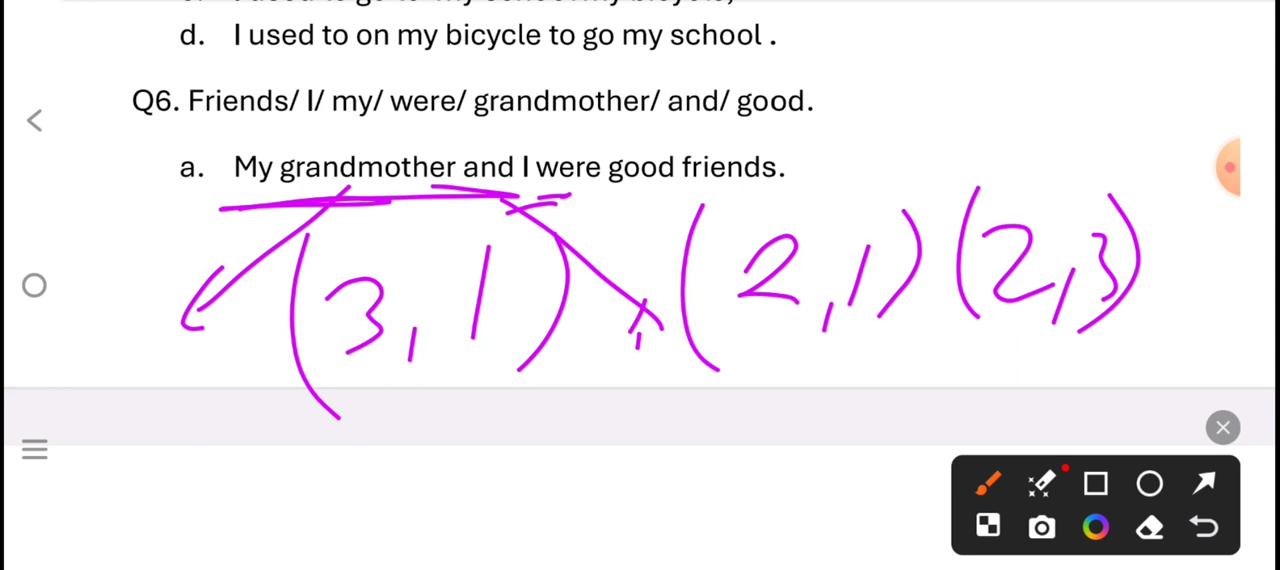 d. I used to on my bicycle to go my school .
Q6. Friends/ I/ my/ were/ grandmother/ and/ good.
a. My grandmother and I were good friends.
(3,1) (2,1) (2,3)